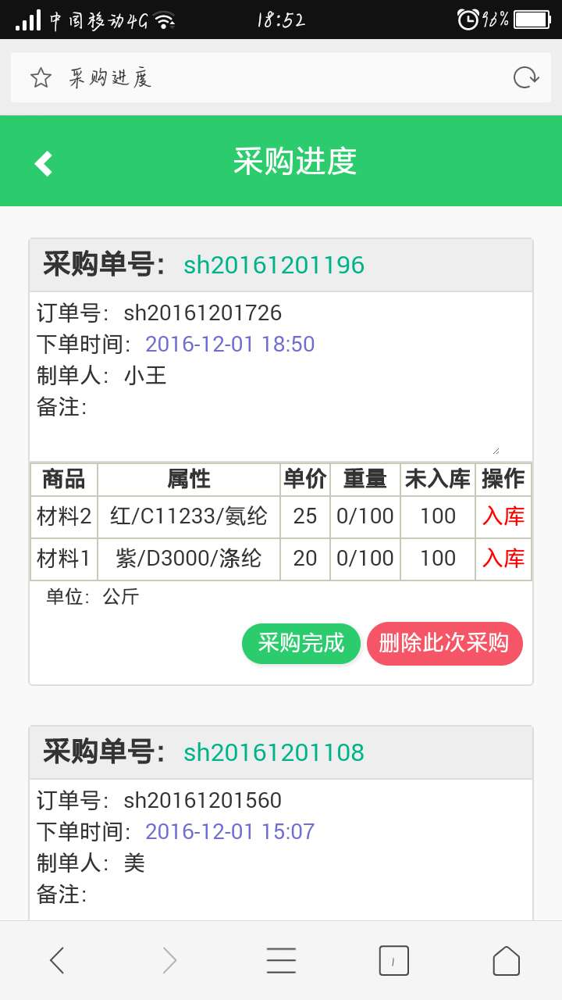 中国移动4G 18:52 96%
采购进度
采购进度
采购单号： sh20161201196
订单号： sh20161201726
下单时间： 2016-12-01 18:50
制单人： 小王
备注:
商品 属性 单价 重量 未入库 操作
材料2 红/C11233/氨纶 25 0/100 100 入库
材料1 紫/D3000/涤纶 20 0/100 100 入库
单位： 公斤
采购完成 删除此次采购
采购单号： sh20161201108
订单号： sh20161201560
下单时间： 2016-12-01 15:07
制单人： 美
备注:
1